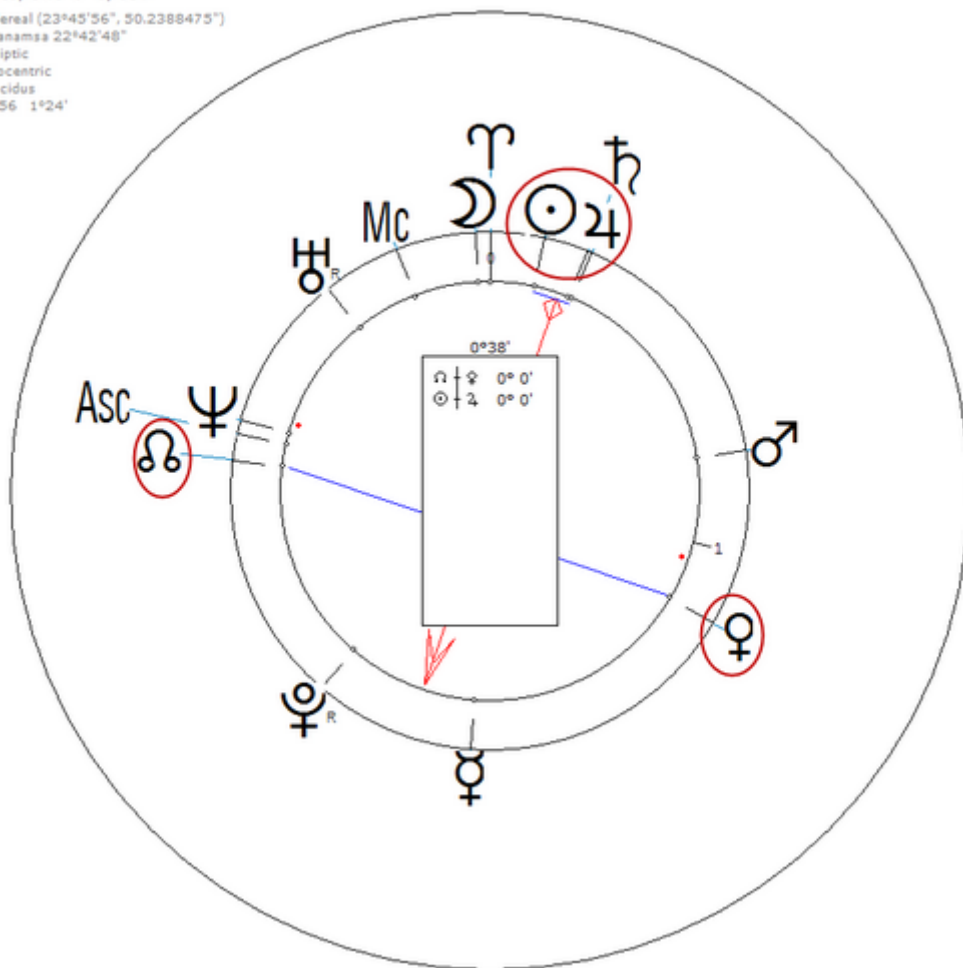 ereal (23°45'56", 50.2388475")
anamsa 22°42'48"
iptic
ocentric
cidus
56 1°24'
♈
♄
☽ ☉ ♃
Mc
♅ R
0
0°38'
☊ ♀ 0° 0'
☉ ♃ 0° 0'
Asc ♆
☊
♂
1
♀
♇ R
☿